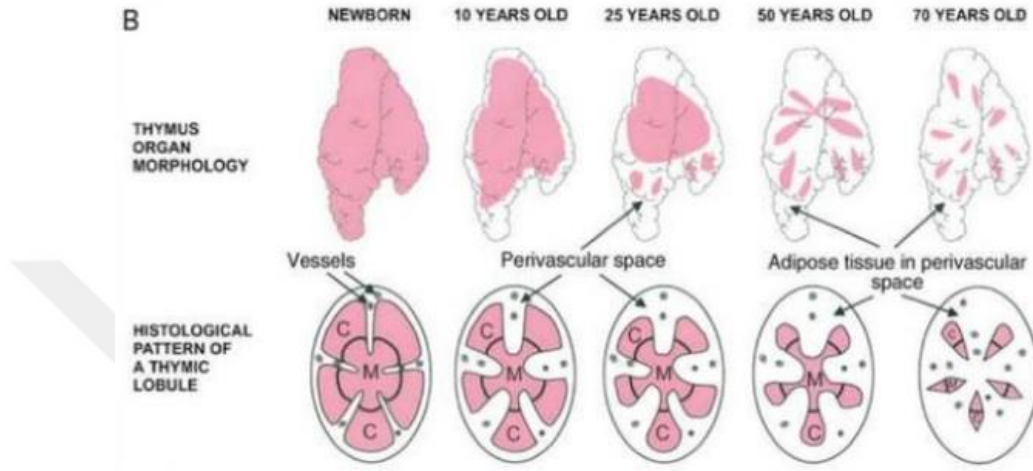 B
NEWBORN 10 YEARS OLD 25 YEARS OLD 50 YEARS OLD 70 YEARS OLD
THYMUS
ORGAN
MORPHOLOGY
Vessels Perivascular space Adipose tissue in perivascular
space
HISTOLOGICAL
PATTERN OF
A THYMIC
LOBULE
C C C C
M M M M
C C C C